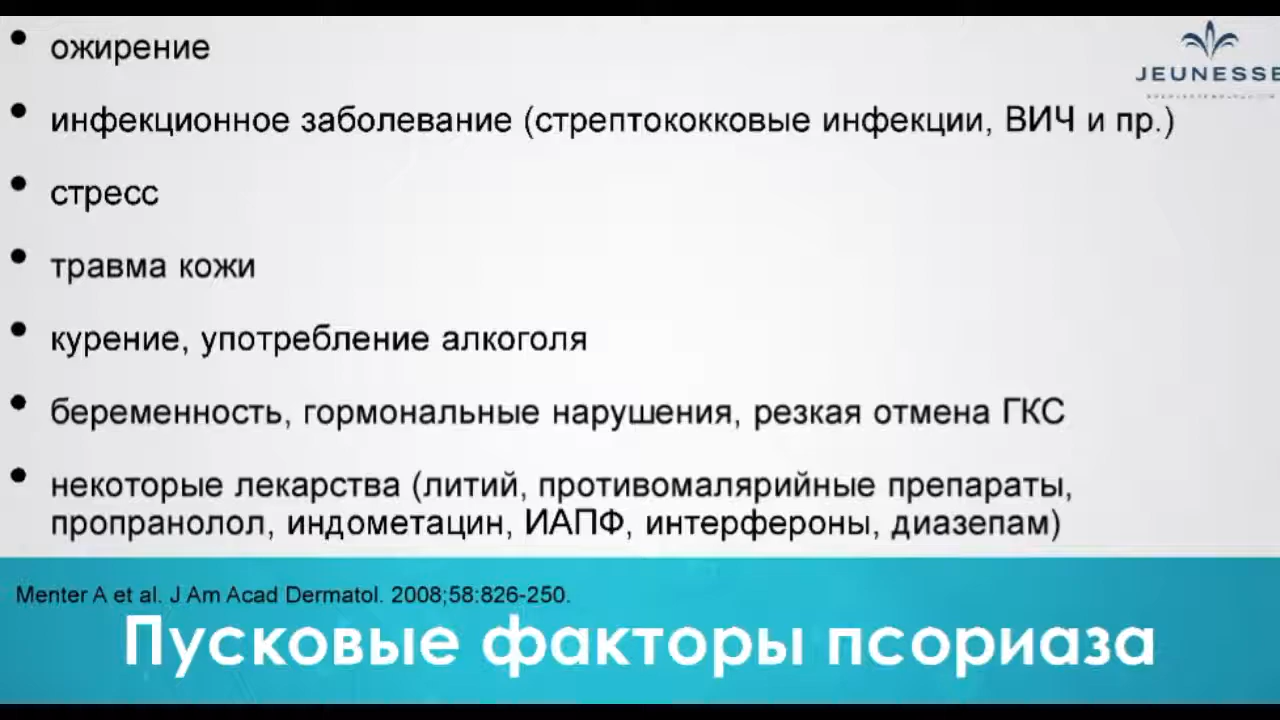 • ожирение
JEUNESSE
• инфекционное заболевание (стрептококковые инфекции, ВИЧ и пр.)
• стресс
• травма кожи
• курение, употребление алкоголя
• беременность, гормональные нарушения, резкая отмена ГКС
• некоторые лекарства (литий, противомалярийные препараты,
пропранолол, индометацин, ИАПФ, интерфероны, диазепам)
Menter A et al. J Am Acad Dermatol. 2008;58:826-250.
Пусковые факторы псориаза